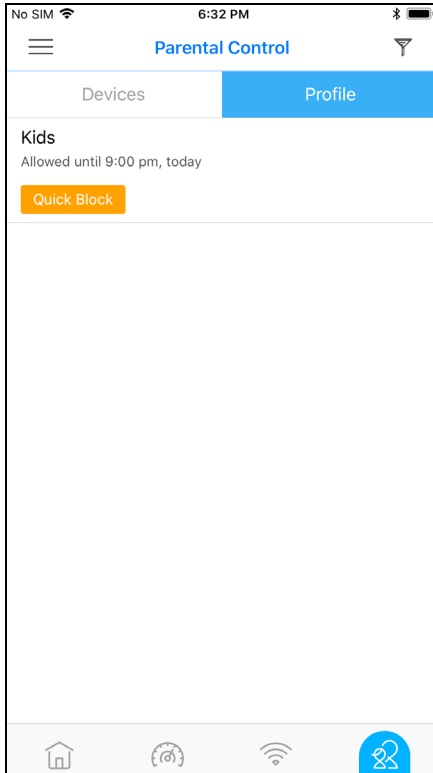 No SIM 6:32 PM
Parental Control
Devices Profile
Kids
Allowed until 9:00 pm, today
Quick Block